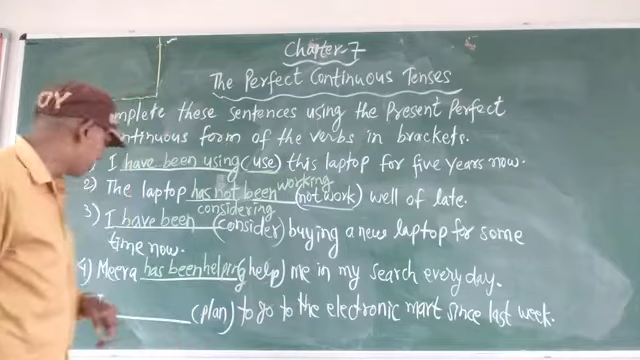 Chapter-7
The Perfect Continuous Tenses
mplete these sentences using the Present Perfect
ntinuous form of the verbs in brackets.
) I have been using (use) this laptop for five years now.
2) The laptop has not been working (not work) well of late.
3) I have been considering (consider) buying a new laptop for some
time now.
4) Meera has been helping (help) me in my search every day.
(plan) to go to the electronic mart since last week.
OY